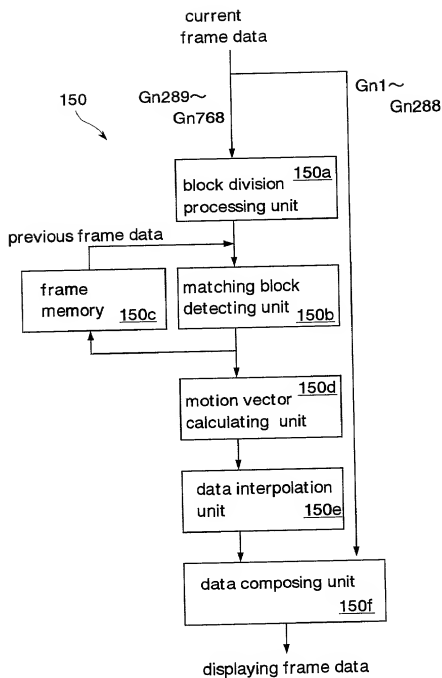 current
frame data
150
Gn289~
Gn768
Gn1~
Gn288
150a
block division
processing unit
previous frame data
frame
memory 150c
matching block
detecting unit 150b
150d
motion vector
calculating unit
data interpolation
unit 150e
data composing unit
150f
displaying frame data